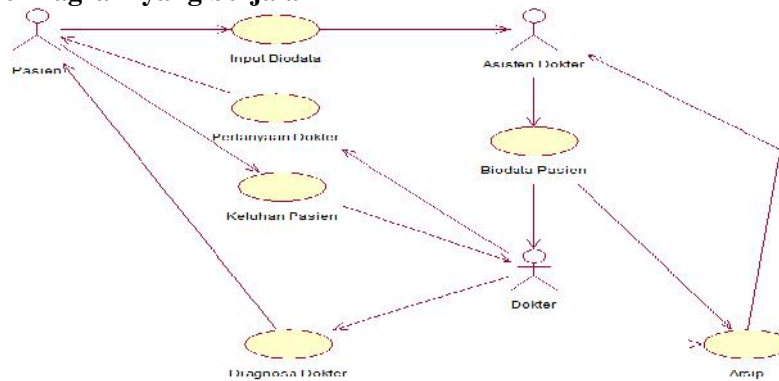 Input Biodata
Asisten Dokter
Pasien
Pertanyaan Dokter
Biodata Pasien
Keluhan Pasien
Dokter
Diagnosa Dokter
Arsip